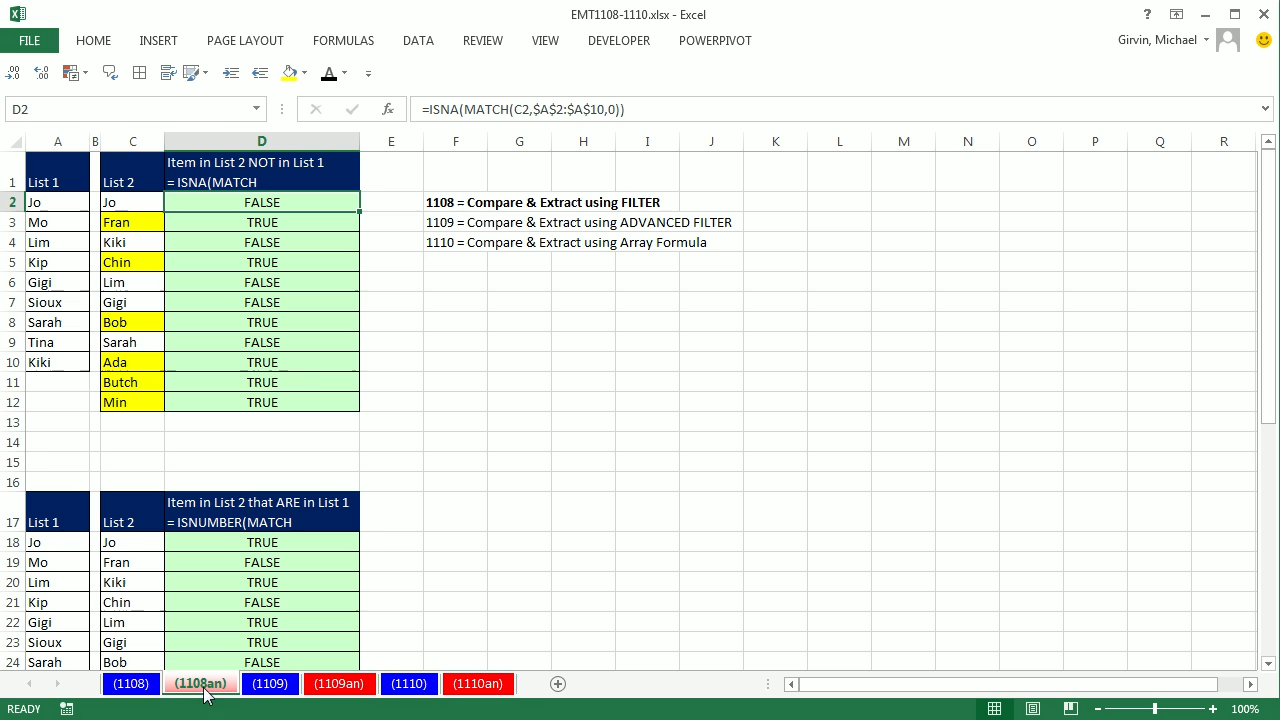 EMT1108-1110.xlsx - Excel
?
FILE HOME INSERT PAGE LAYOUT FORMULAS DATA REVIEW VIEW DEVELOPER POWERPIVOT Girvin, Michael
D2 =ISNA(MATCH(C2,$A$2:$A$10,0))
A B C D E F G H I J K L M N O P Q R
Item in List 2 NOT in List 1
1 List 1 List 2 = ISNA(MATCH
2 Jo Jo FALSE 1108 = Compare & Extract using FILTER
3 Mo Fran TRUE 1109 = Compare & Extract using ADVANCED FILTER
4 Lim Kiki FALSE 1110 = Compare & Extract using Array Formula
5 Kip Chin TRUE
6 Gigi Lim FALSE
7 Sioux Gigi FALSE
8 Sarah Bob TRUE
9 Tina Sarah FALSE
10 Kiki Ada TRUE
11 Butch TRUE
12 Min TRUE
13
14
15
16
Item in List 2 that ARE in List 1
17 List 1 List 2 = ISNUMBER(MATCH
18 Jo Jo TRUE
19 Mo Fran FALSE
20 Lim Kiki TRUE
21 Kip Chin FALSE
22 Gigi Lim TRUE
23 Sioux Gigi TRUE
24 Sarah Bob FALSE
(1108) (1108an) (1109) (1109an) (1110) (1110an)
READY 100%